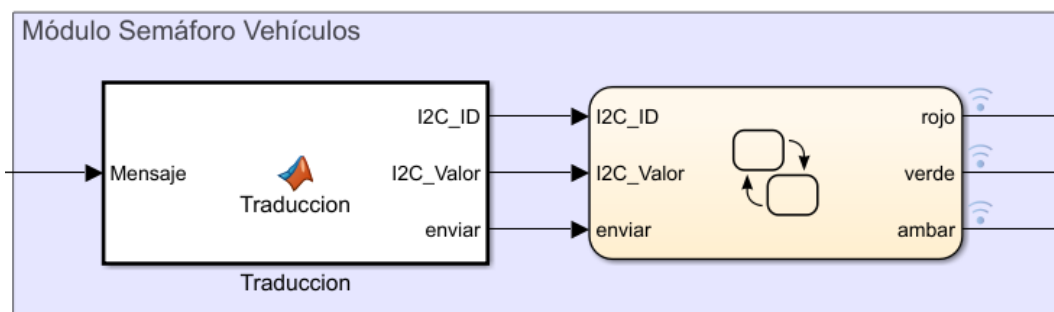 Módulo Semáforo Vehículos
Mensaje
Traduccion
I2C_ID
I2C_Valor
enviar
Traduccion
I2C_ID
I2C_Valor
enviar
rojo
verde
ambar